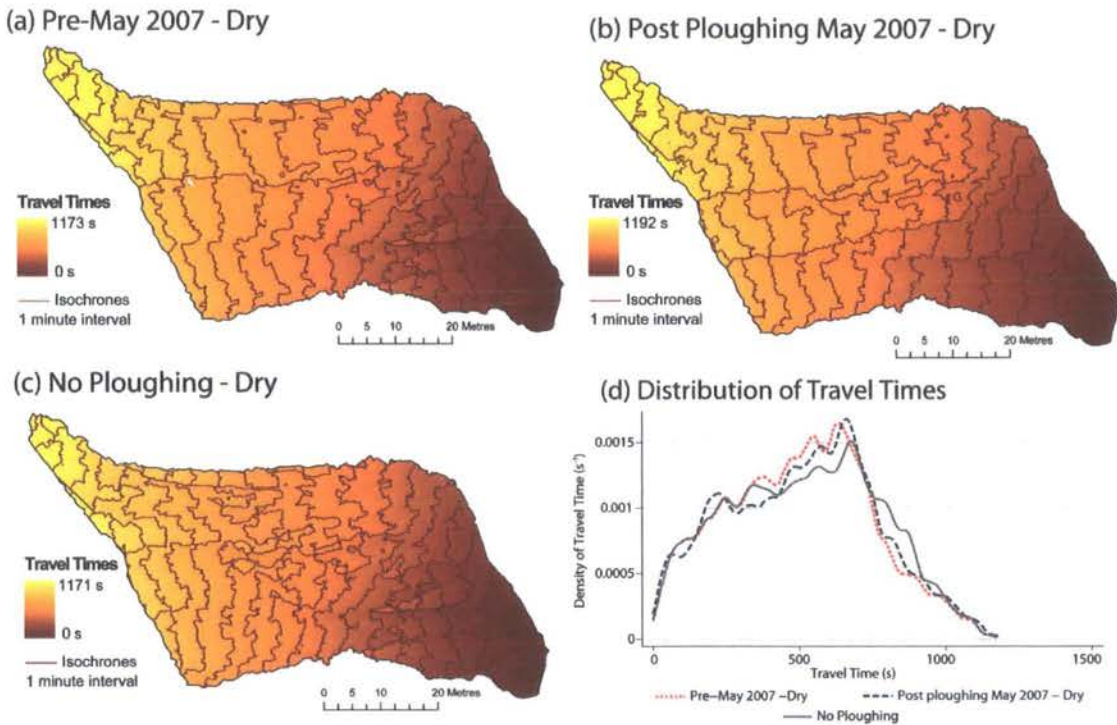 (a) Pre-May 2007 - Dry
Travel Times
1173 s
0 s
Isochrones
1 minute interval
0 5 10 20 Metres
(b) Post Ploughing May 2007 - Dry
Travel Times
1192 s
0 s
Isochrones
1 minute interval
0 5 10 20 Metres
(c) No Ploughing - Dry
Travel Times
1171 s
0 s
Isochrones
1 minute interval
0 5 10 20 Metres
(d) Distribution of Travel Times
Density of Travel Time (s⁻¹)
0.0015
0.001
0.0005
0
0 500 1000 1500
Travel Time (s)
Pre–May 2007 –Dry
Post ploughing May 2007 – Dry
No Ploughing